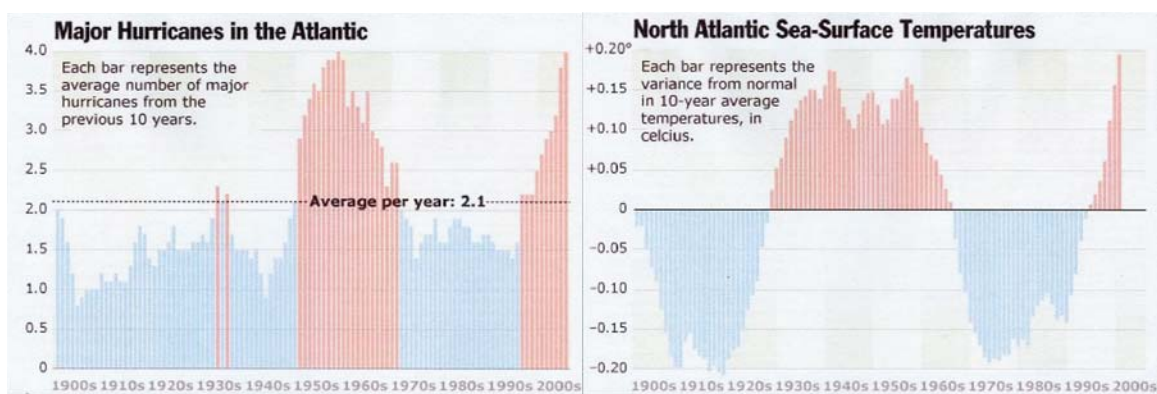 Major Hurricanes in the Atlantic
4.0
Each bar represents the
average number of major
hurricanes from the
previous 10 years.
3.5
3.0
2.5
Average per year: 2.1
2.0
1.5
1.0
0.5
0
1900s 1910s 1920s 1930s 1940s 1950s 1960s 1970s 1980s 1990s 2000s
North Atlantic Sea-Surface Temperatures
+0.20°
Each bar represents the
variance from normal
in 10-year average
temperatures, in
celcius.
+0.15
+0.10
+0.05
0
−0.05
−0.10
−0.15
−0.20
1900s 1910s 1920s 1930s 1940s 1950s 1960s 1970s 1980s 1990s 2000s